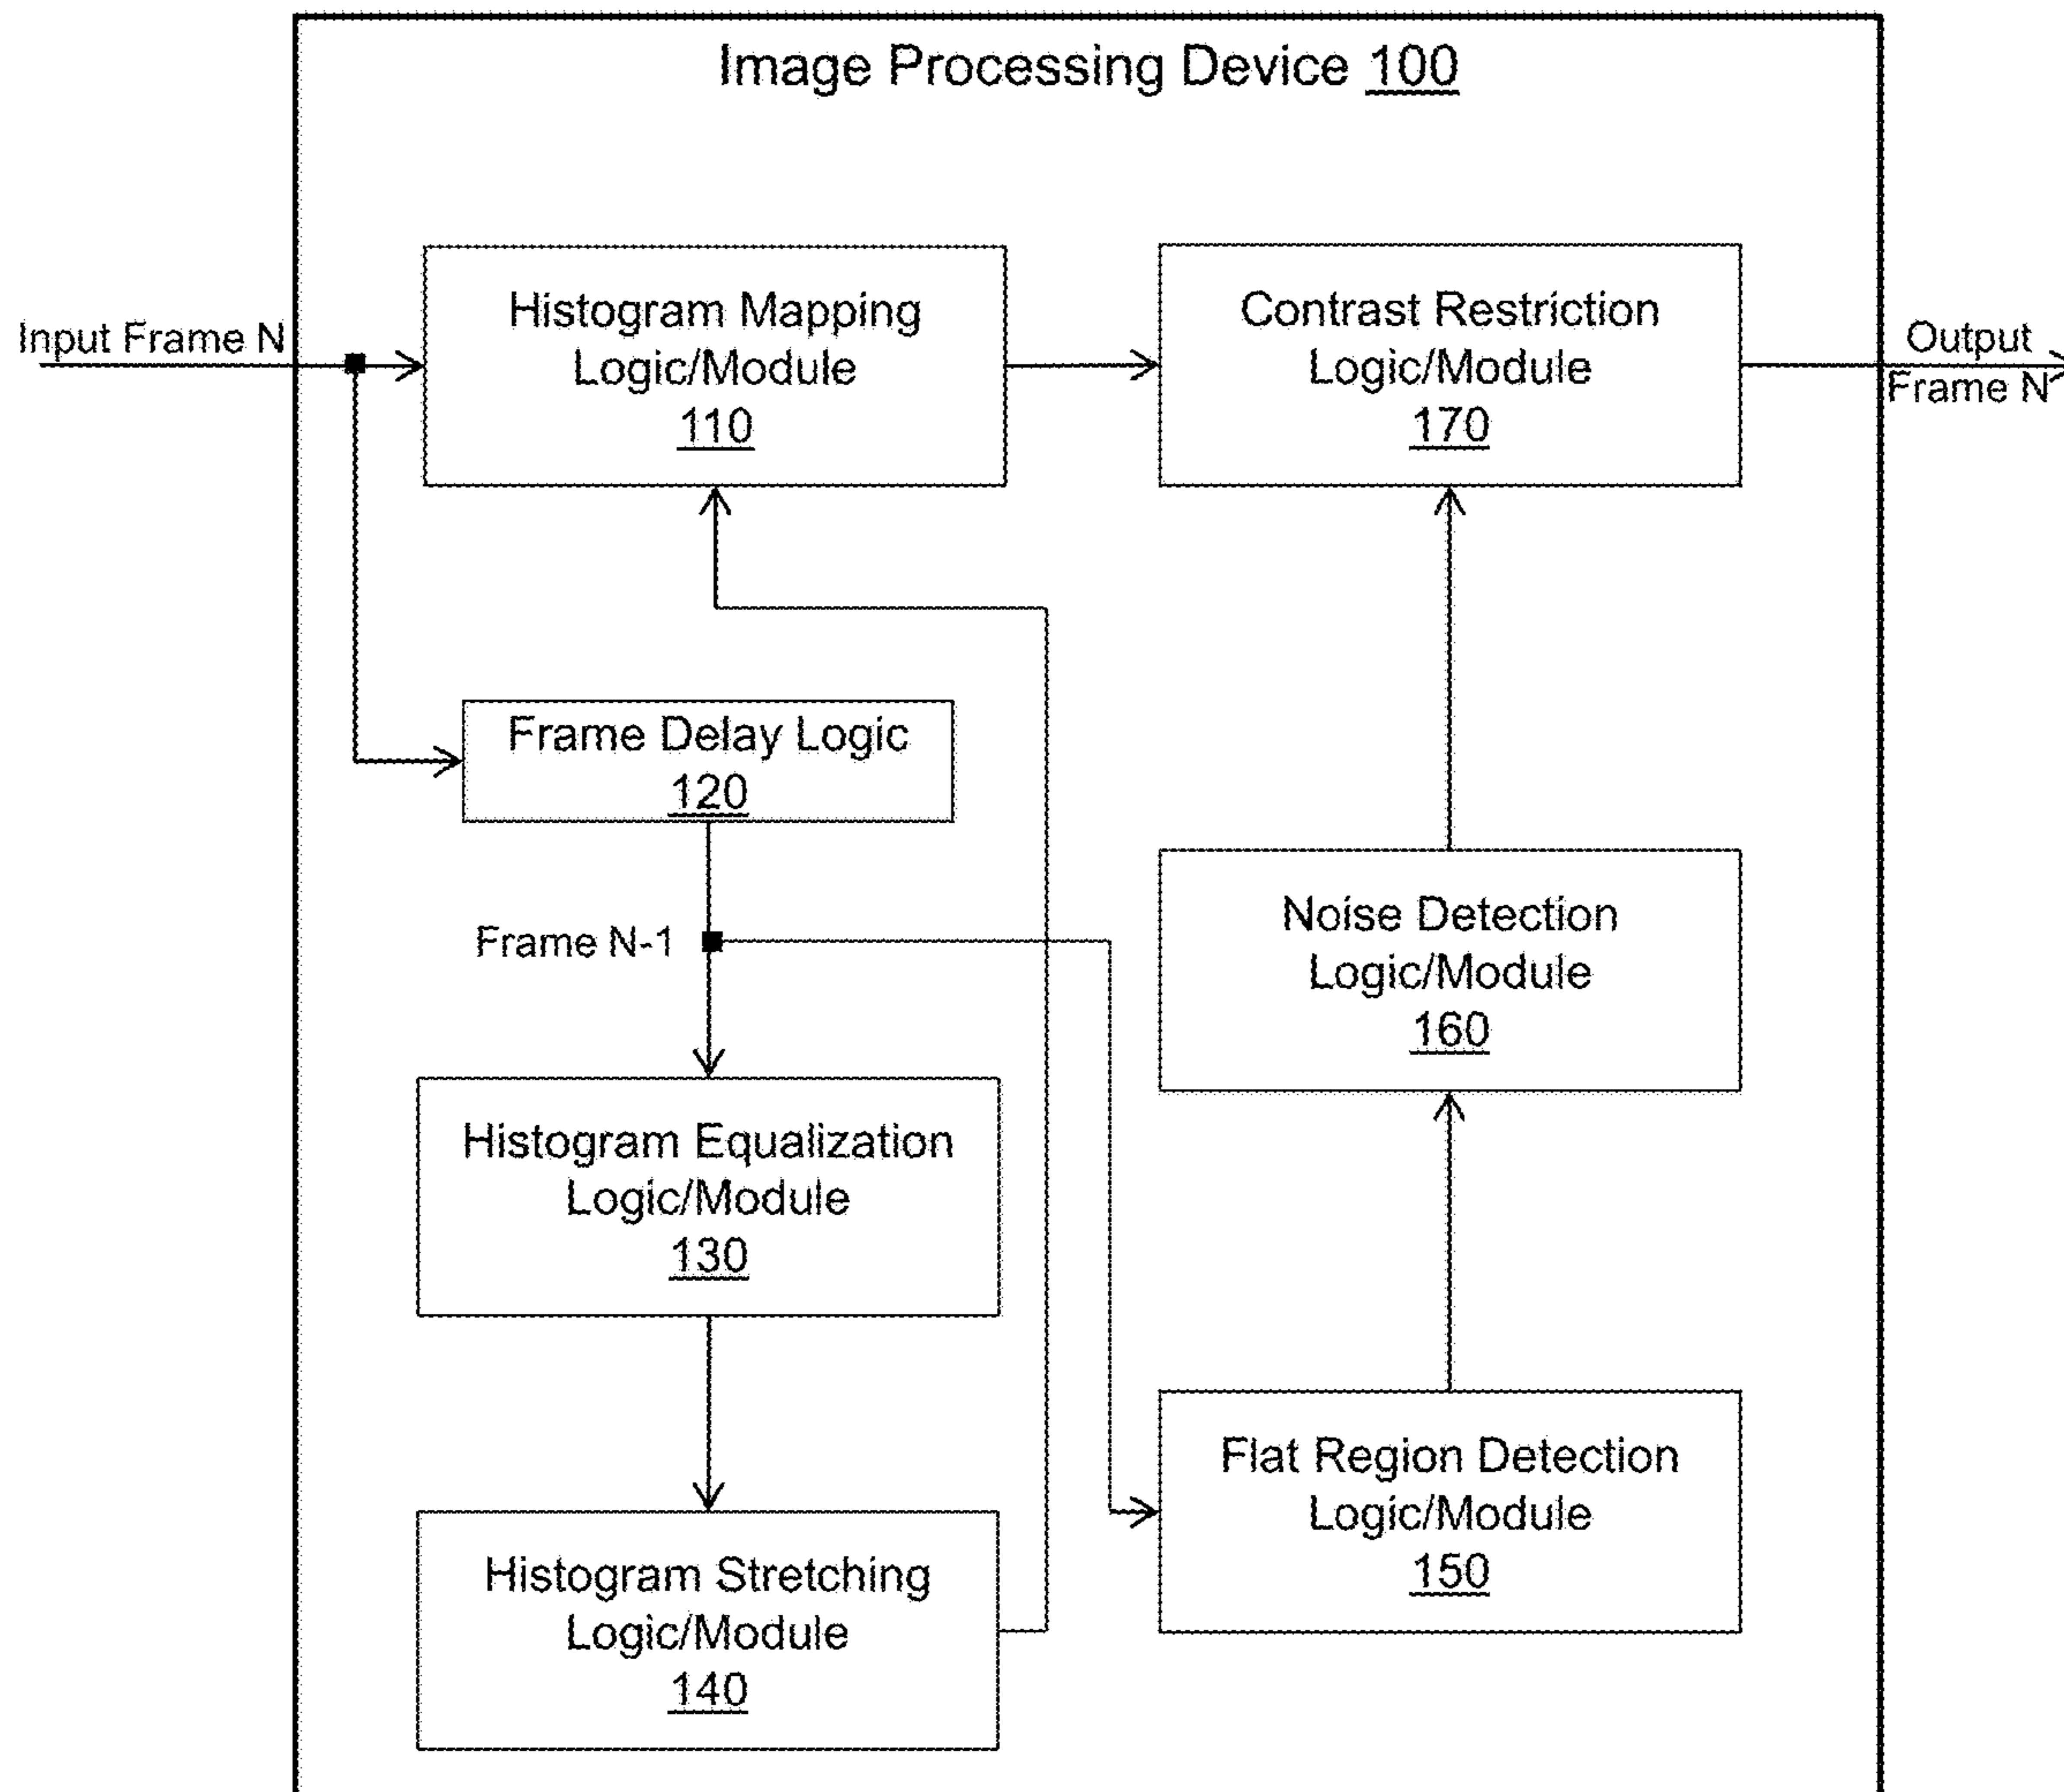 Image Processing Device 100
Input Frame N
Histogram Mapping
Logic/Module
110
Contrast Restriction
Logic/Module
170
Output
Frame N'
Frame Delay Logic
120
Frame N-1
Noise Detection
Logic/Module
160
Histogram Equalization
Logic/Module
130
Flat Region Detection
Logic/Module
150
Histogram Stretching
Logic/Module
140